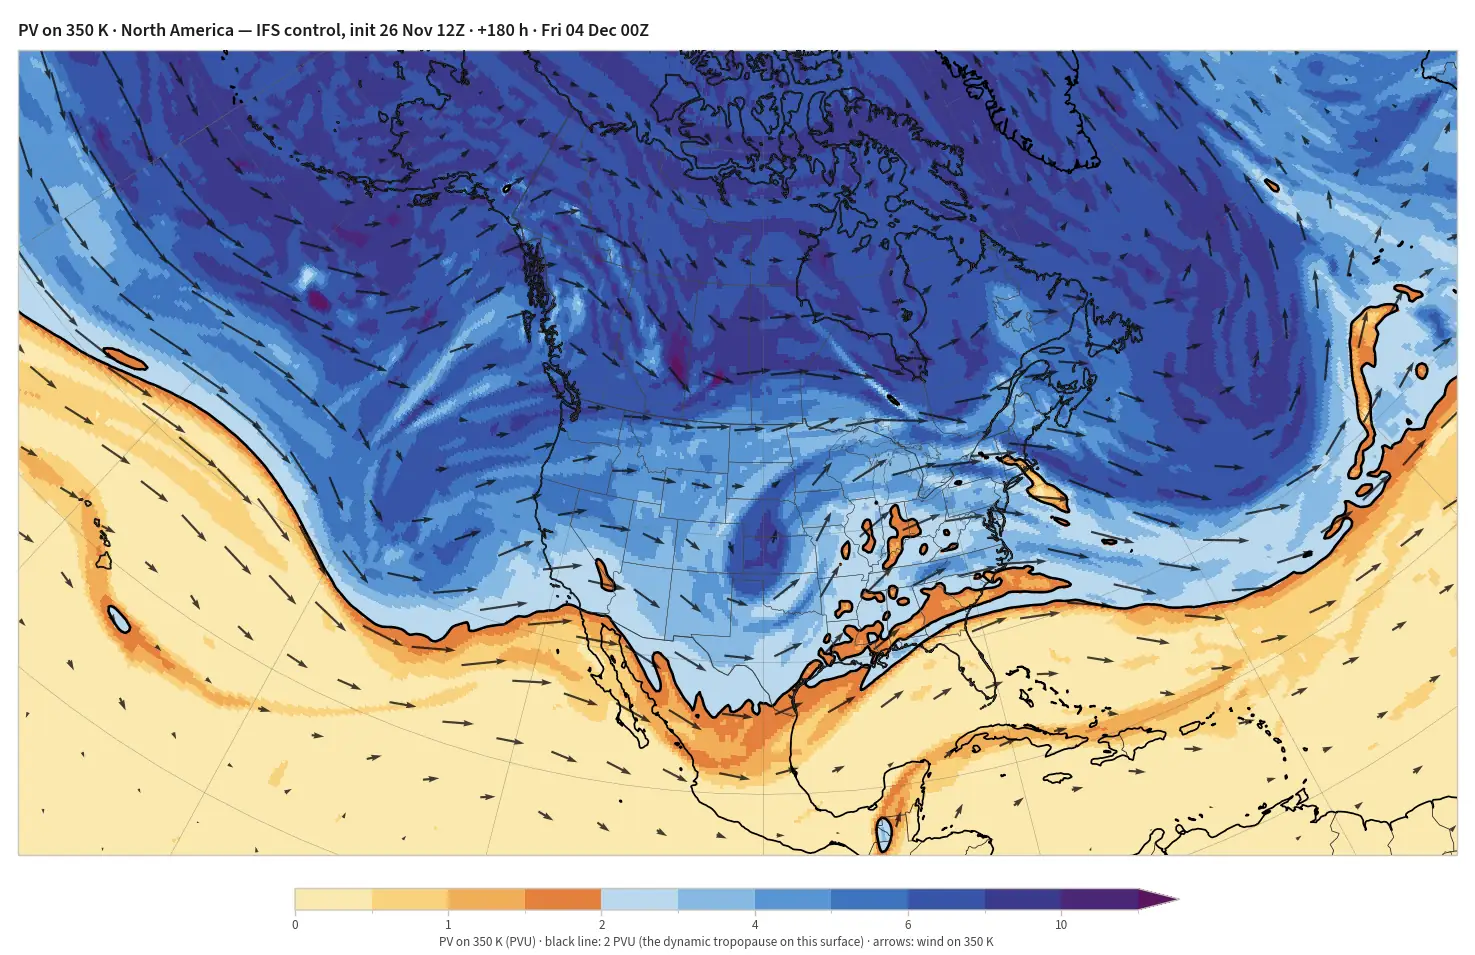 PV on 350 K · North America — IFS control, init 26 Nov 12Z · +180 h · Fri 04 Dec 00Z
0 1 2 4 6 10
PV on 350 K (PVU) · black line: 2 PVU (the dynamic tropopause on this surface) · arrows: wind on 350 K